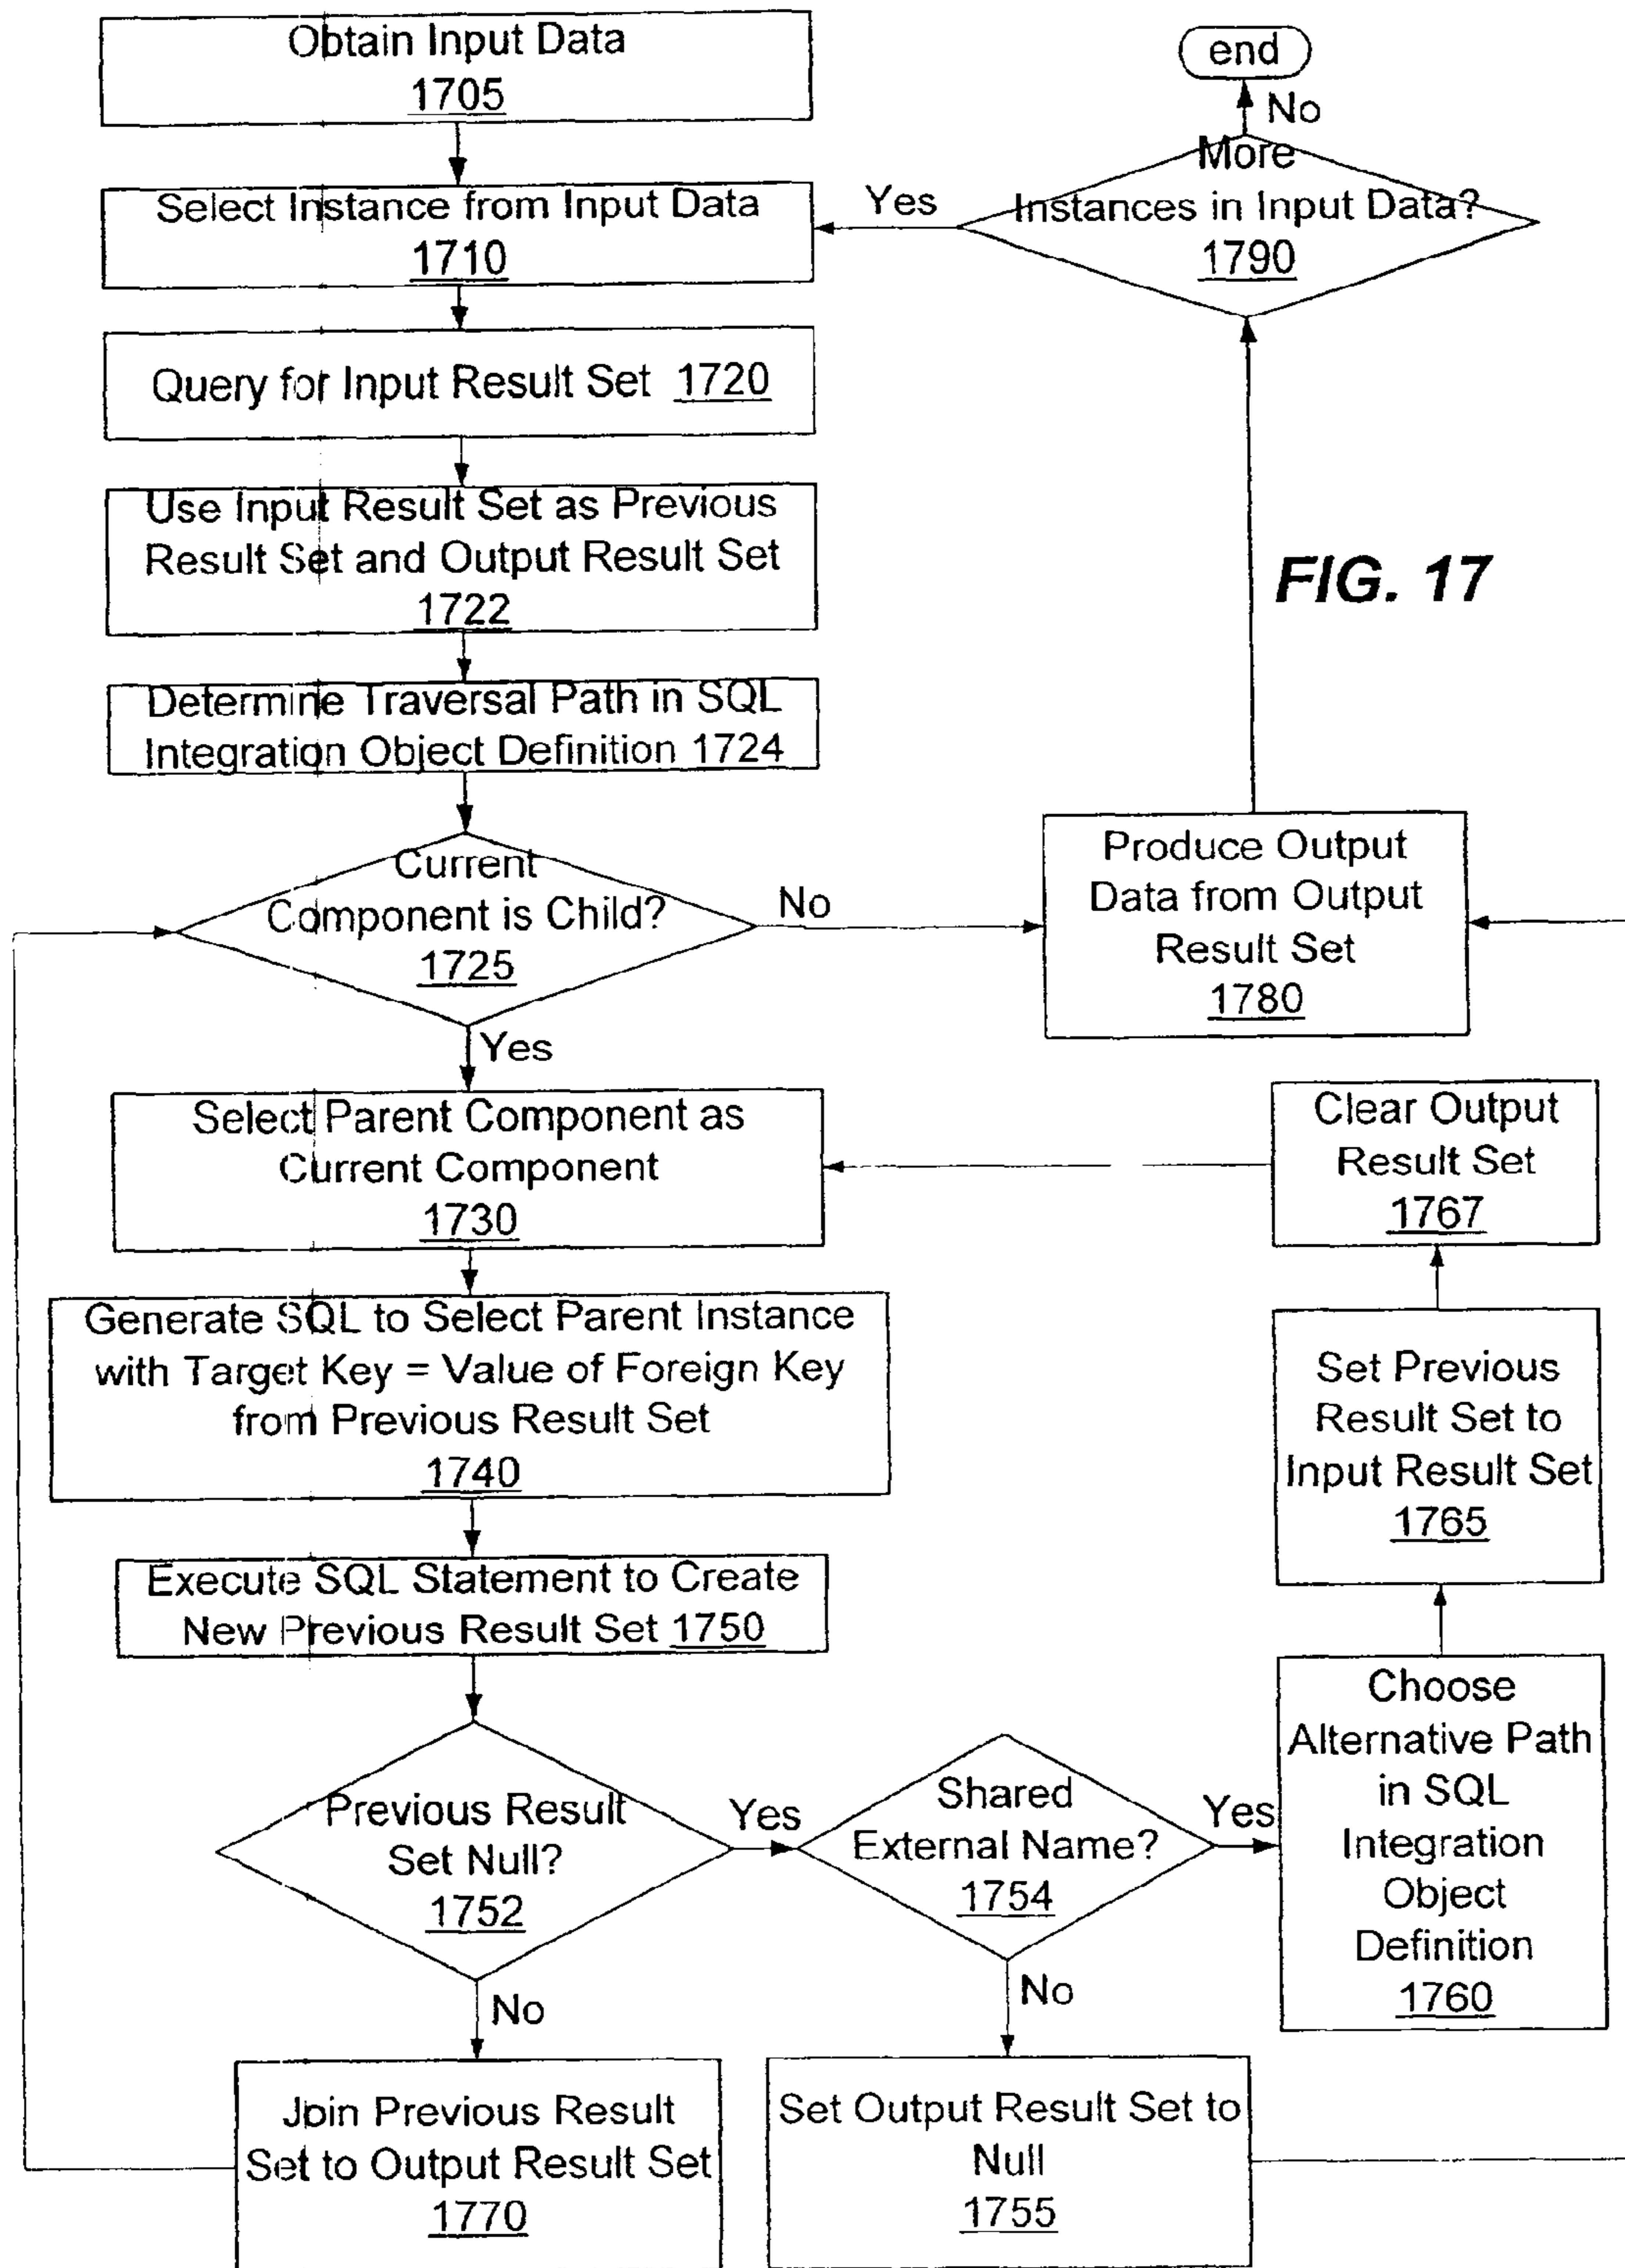 Obtain Input Data
1705
end
No
More
Instances in Input Data?
1790
Yes
Select Instance from Input Data
1710
Query for Input Result Set 1720
Use Input Result Set as Previous
Result Set and Output Result Set
1722
FIG. 17
Determine Traversal Path in SQL
Integration Object Definition 1724
Current
Component is Child?
1725
No
Produce Output
Data from Output
Result Set
1780
Yes
Select Parent Component as
Current Component
1730
Clear Output
Result Set
1767
Generate SQL to Select Parent Instance
with Target Key = Value of Foreign Key
from Previous Result Set
1740
Set Previous
Result Set to
Input Result Set
1765
Execute SQL Statement to Create
New Previous Result Set 1750
Previous Result
Set Null?
1752
Yes
Shared
External Name?
1754
Yes
Choose
Alternative Path
in SQL
Integration
Object
Definition
1760
No
No
Join Previous Result
Set to Output Result Set
1770
Set Output Result Set to
Null
1755